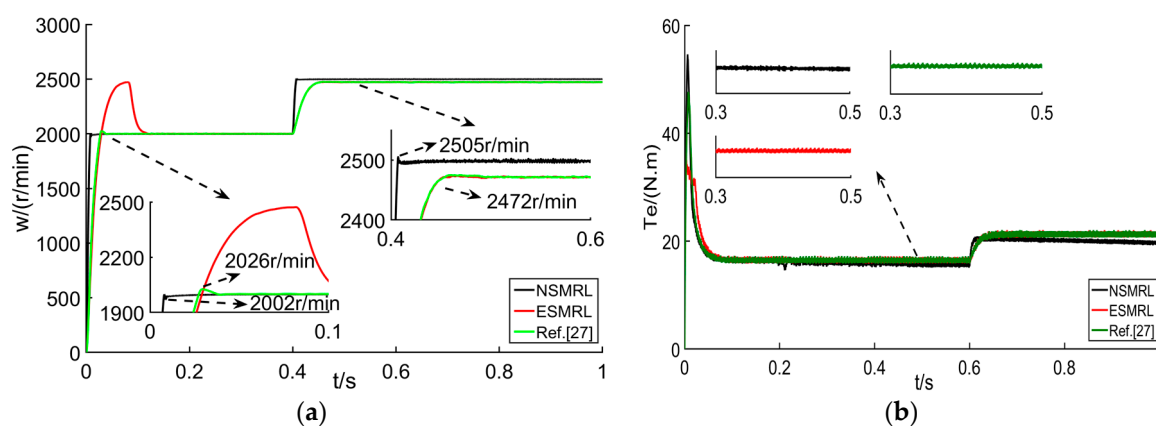 3000
2500
2000
1500
1000
500
0
w/(r/min)
0 0.2 0.4 0.6 0.8 1
t/s
2505r/min
2500
2472r/min
2400
0.4 0.6
2500
2200
2026r/min
2002r/min
1900
0 0.1
NSMRL
ESMRL
Ref.[27]
(a)
60
40
20
0
Te/(N.m)
0.3 0.5
0.3 0.5
0.3 0.5
NSMRL
ESMRL
Ref.[27]
0 0.2 0.4 0.6 0.8
t/s
(b)